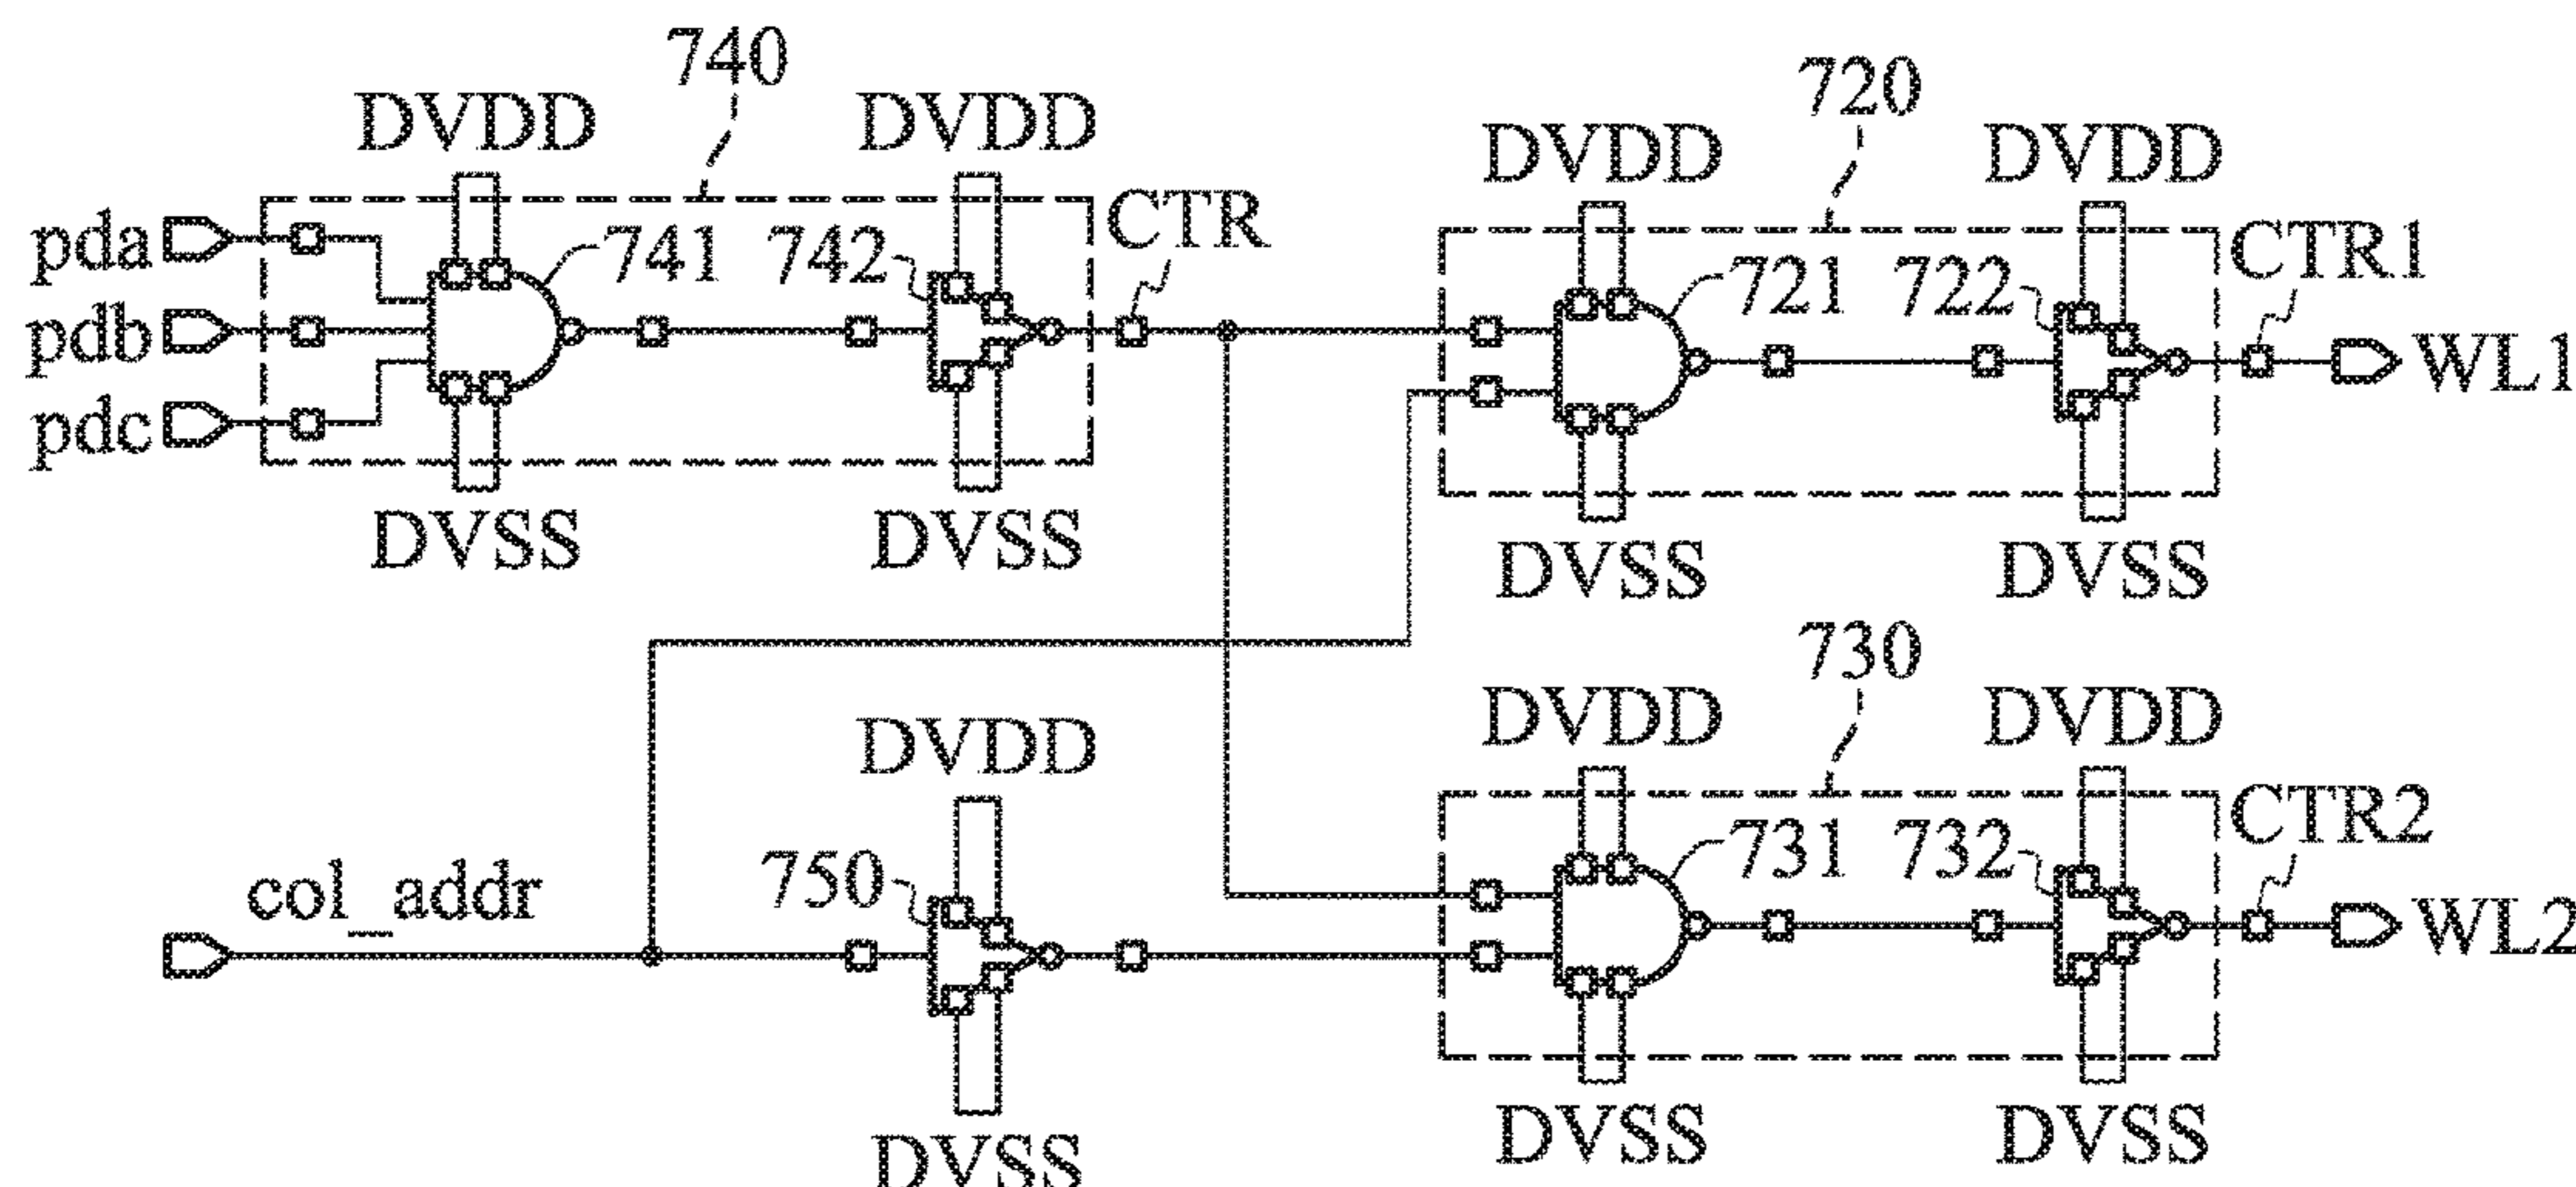 740
DVDD
DVDD
720
DVDD
DVDD
pda
741
742
CTR
721
722
CTR1
pdb
WL1
pdc
DVSS
DVSS
DVSS
DVSS
730
DVDD
DVDD
DVDD
col_addr
750
731
732
CTR2
WL2
DVSS
DVSS
DVSS